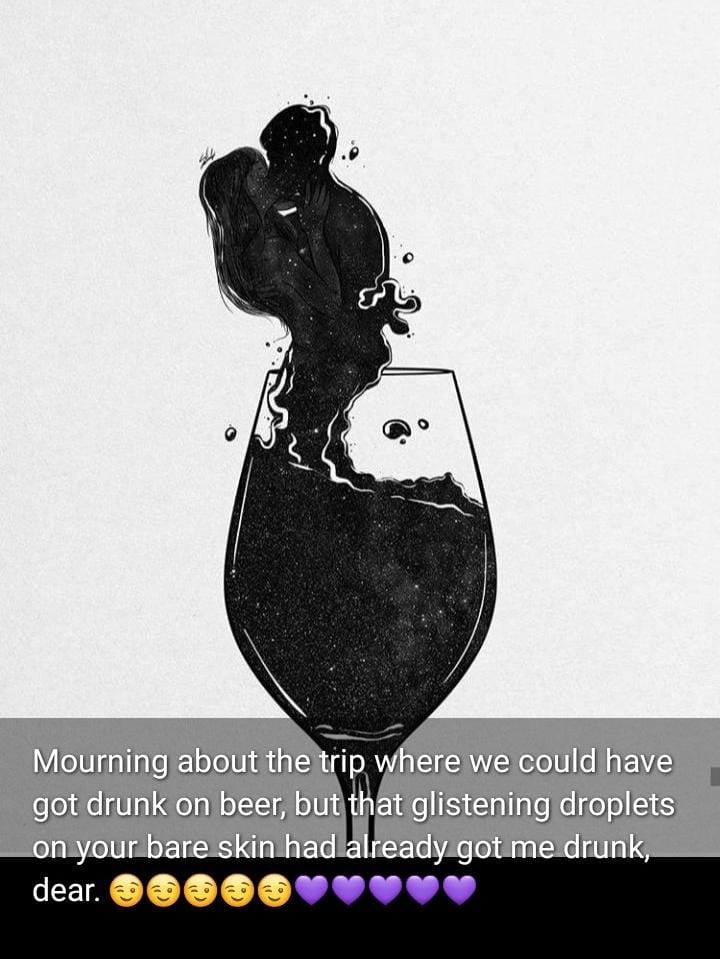 Mourning about the trip where we could have
got drunk on beer, but that glistening droplets
on your bare skin had already got me drunk,
dear. 😏😏😏😏😏💜💜💜💜💜